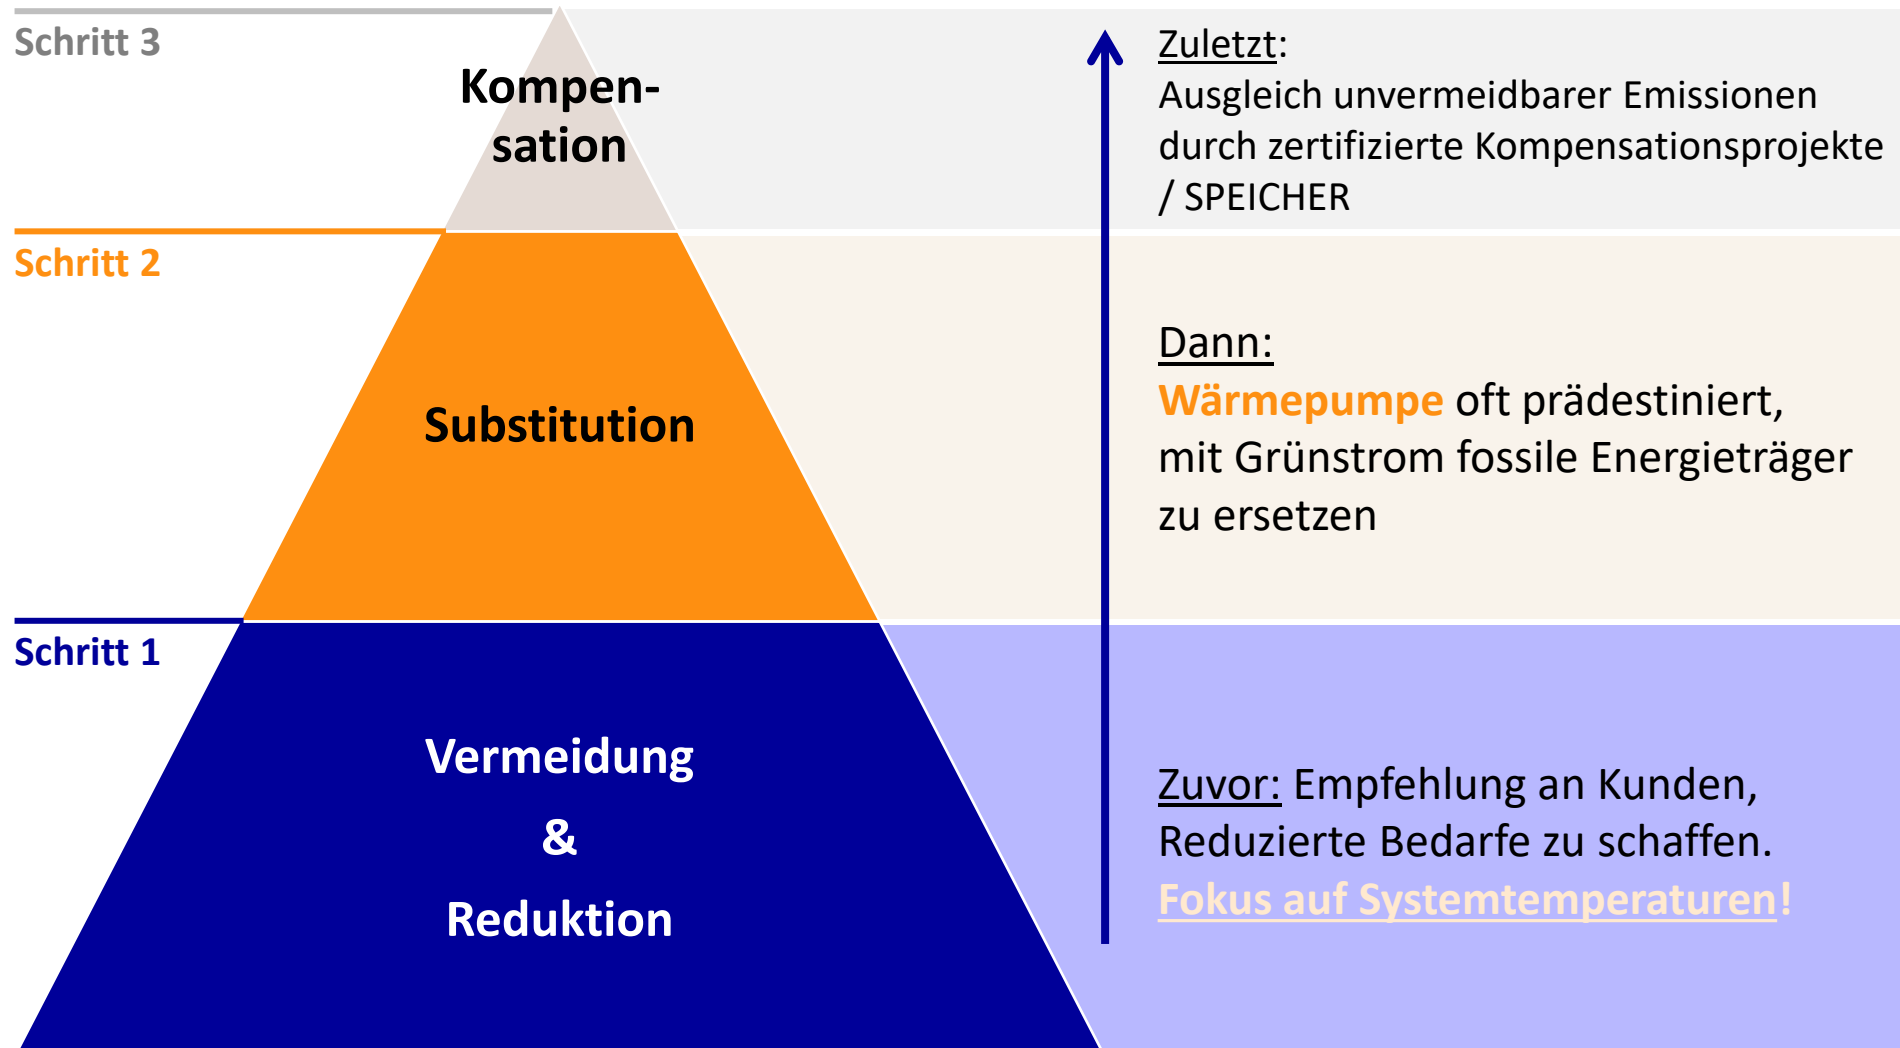 Schritt 3
Kompen-
sation
Zuletzt:
Ausgleich unvermeidbarer Emissionen
durch zertifizierte Kompensationsprojekte
/ SPEICHER
Schritt 2
Substitution
Dann:
Wärmepumpe oft prädestiniert,
mit Grünstrom fossile Energieträger
zu ersetzen
Schritt 1
Vermeidung
&
Reduktion
Zuvor: Empfehlung an Kunden,
Reduzierte Bedarfe zu schaffen.
Fokus auf Systemtemperaturen!